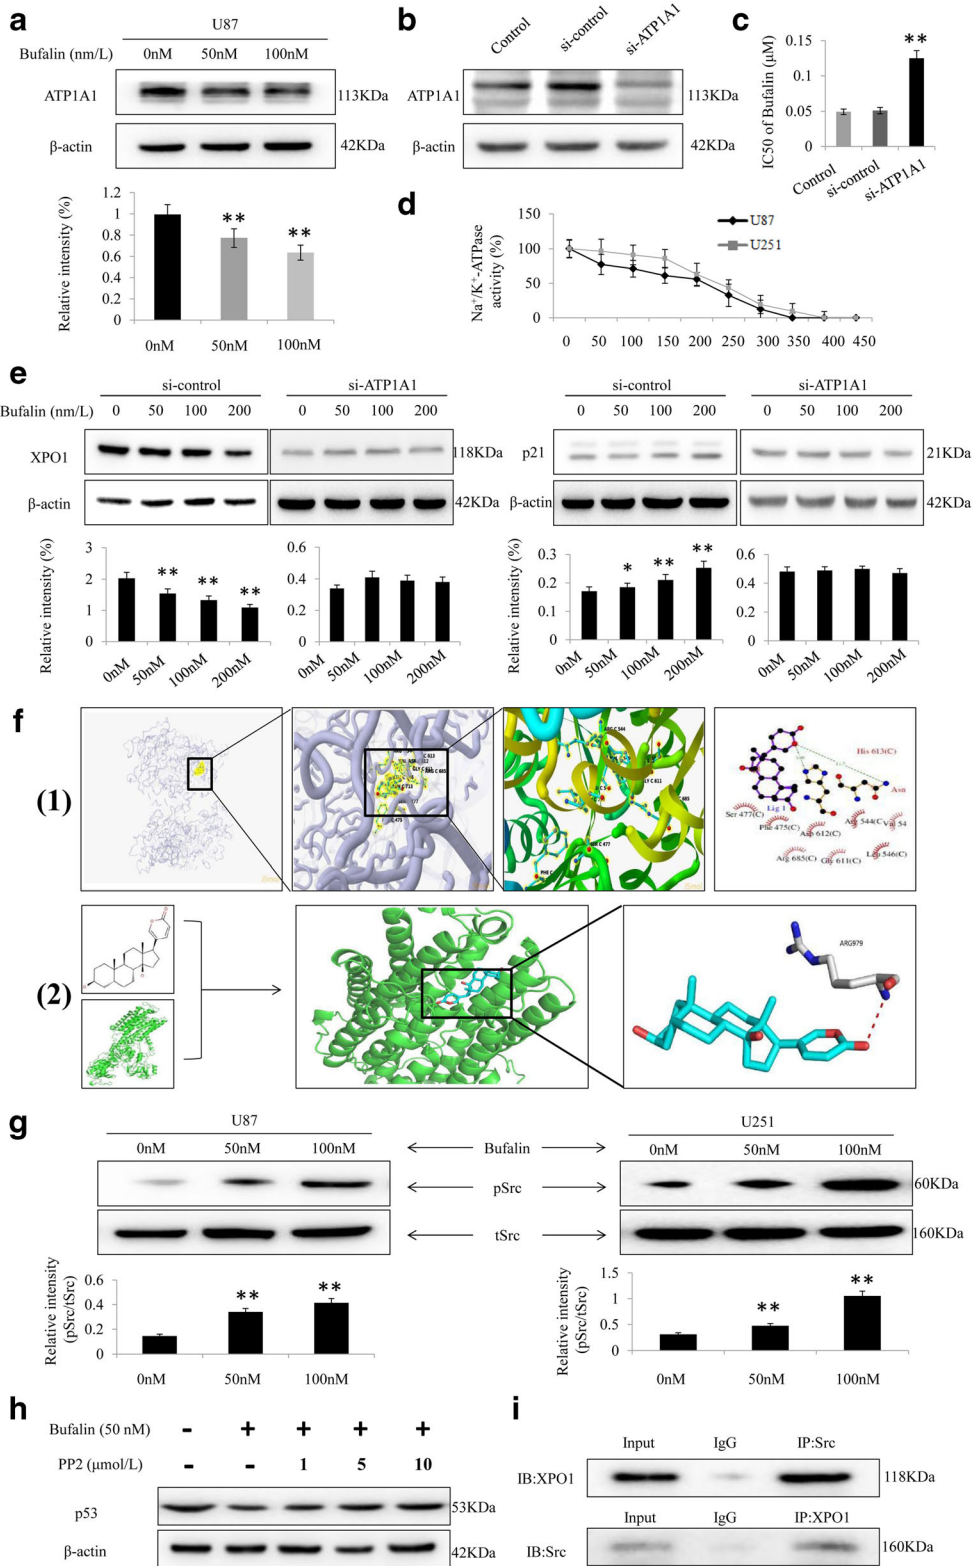 a
U87
Bufalin (nm/L) 0nM 50nM 100nM
ATP1A1 113KDa
β-actin 42KDa
Relative intensity (%)
1.2
1
0.8
0.6
0.4
0.2
0
** **
0nM 50nM 100nM
b
Control si-control si-ATP1A1
ATP1A1 113KDa
β-actin 42KDa
c
IC50 of Bufalin (μM)
0.15
0.1
0.05
0
**
Control si-control si-ATP1A1
d
Na⁺/K⁺-ATPase
activity (%)
150
100
50
0
U87
U251
0 50 100 150 200 250 300 350 400 450
e
si-control si-ATP1A1 si-control si-ATP1A1
Bufalin (nm/L) 0 50 100 200 0 50 100 200 0 50 100 200 0 50 100 200
XPO1 118KDa p21 21KDa
β-actin 42KDa β-actin 42KDa
Relative intensity (%)
3
2
1
0
** ** **
0nM 50nM 100nM 200nM
0.6
0.4
0.2
0
0nM 50nM 100nM 200nM
Relative intensity (%)
0.3
0.2
0.1
0
* ** **
0nM 50nM 100nM 200nM
0.6
0.4
0.2
0
0nM 50nM 100nM 200nM
f
(1)
His 613(C)
Asn
Lig 1
Ser 477(C)
Phe 475(C)
Asn 612(C)
Arg 544(C)
Val 54
Arg 685(C)
Gly 611(C)
Leu 546(C)
(2)
ARG979
g
U87 U251
0nM 50nM 100nM Bufalin 0nM 50nM 100nM
pSrc 60KDa
tSrc 160KDa
Relative intensity
(pSrc/tSrc)
0.6
0.4
0.2
0
** **
0nM 50nM 100nM
Relative intensity
(pSrc/tSrc)
1.5
1
0.5
0
** **
0nM 50nM 100nM
h
Bufalin (50 nM) - + + + +
PP2 (μmol/L) - - 1 5 10
p53 53KDa
β-actin 42KDa
i
Input IgG IP:Src
IB:XPO1 118KDa
Input IgG IP:XPO1
IB:Src 160KDa